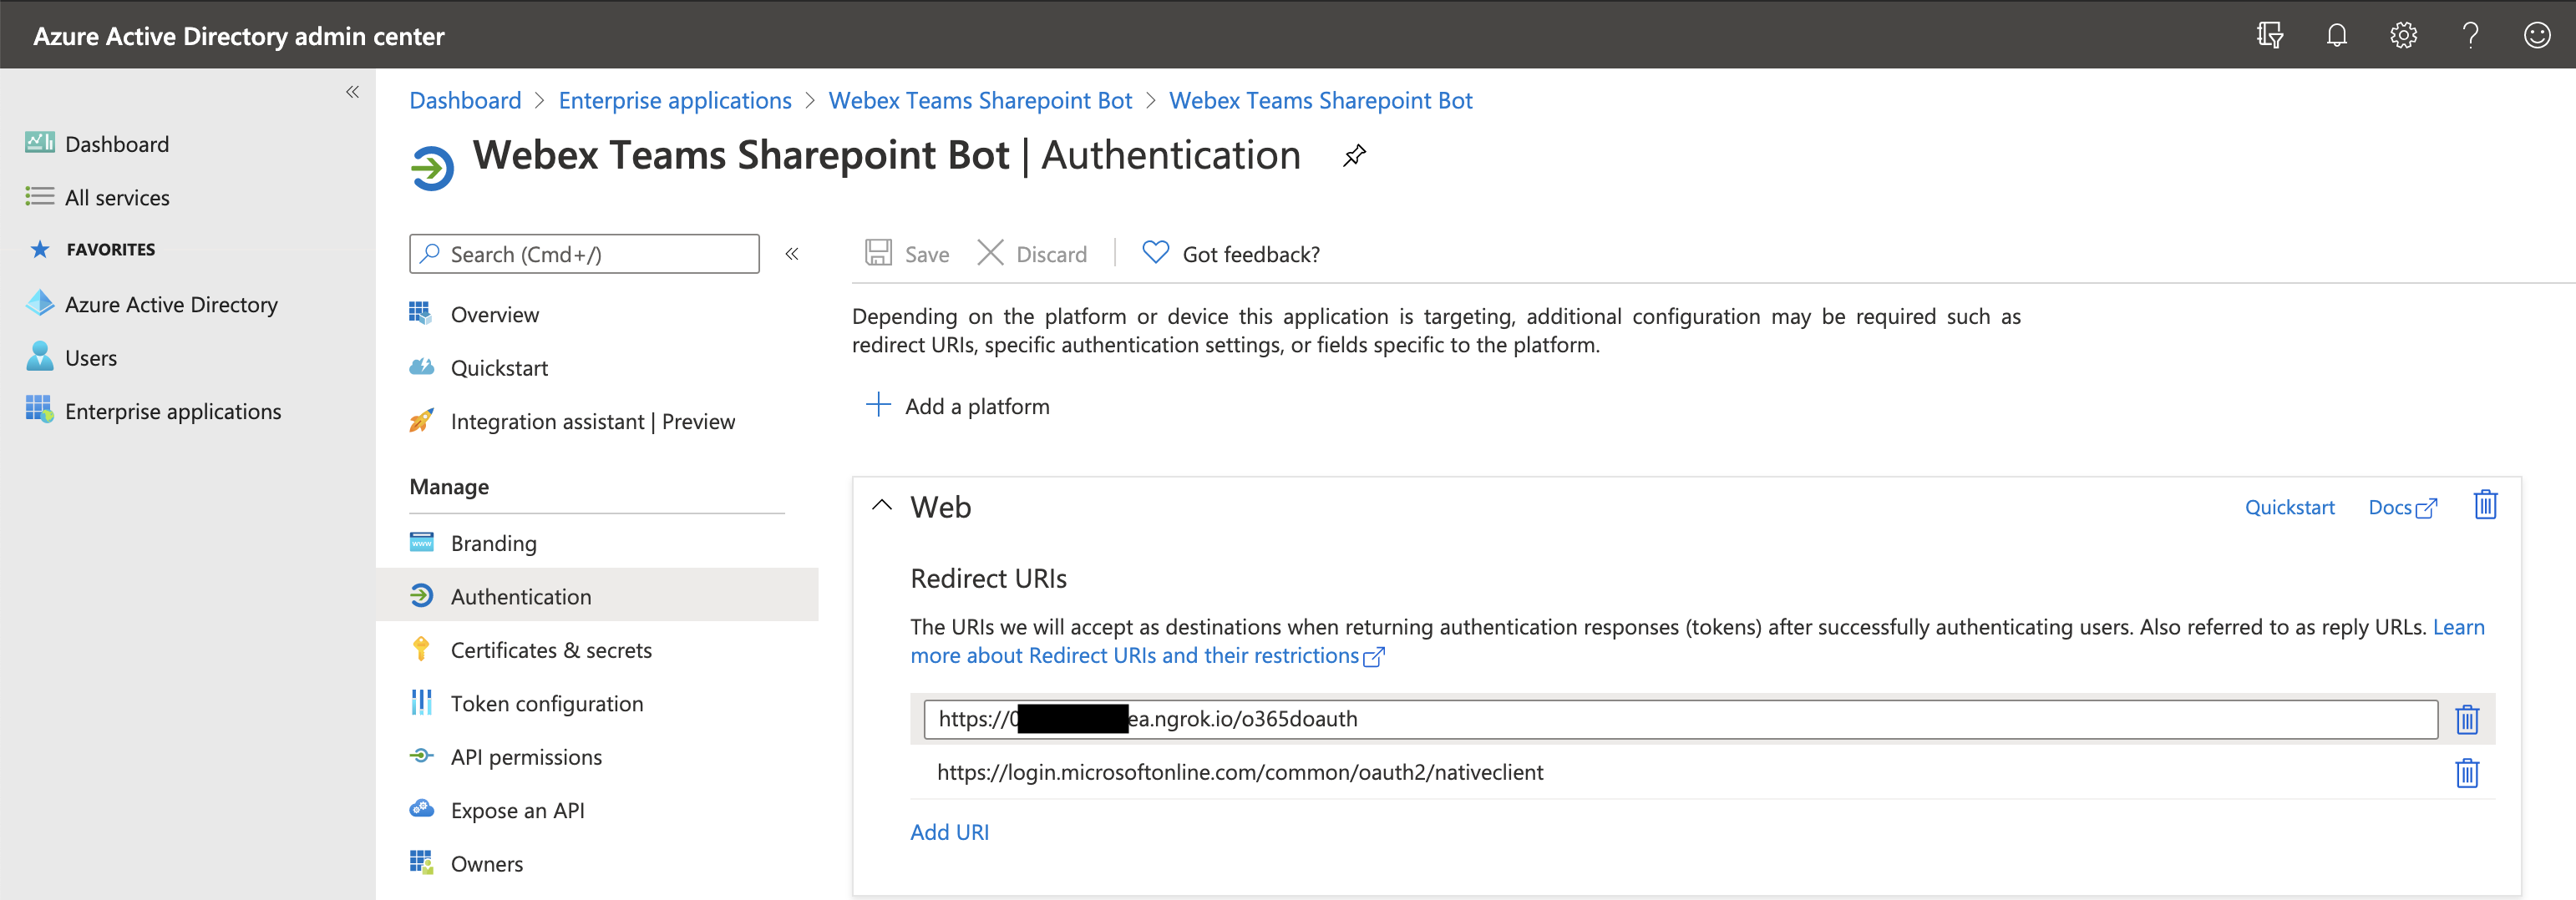 Azure Active Directory admin center
Dashboard
All services
FAVORITES
Azure Active Directory
Users
Enterprise applications
Dashboard > Enterprise applications > Webex Teams Sharepoint Bot > Webex Teams Sharepoint Bot
Webex Teams Sharepoint Bot | Authentication
Search (Cmd+/)
Overview
Quickstart
Integration assistant | Preview
Manage
Branding
Authentication
Certificates & secrets
Token configuration
API permissions
Expose an API
Owners
Save
Discard
Got feedback?
Depending on the platform or device this application is targeting, additional configuration may be required such as
redirect URIs, specific authentication settings, or fields specific to the platform.
Add a platform
Web
Quickstart
Docs
Redirect URIs
The URIs we will accept as destinations when returning authentication responses (tokens) after successfully authenticating users. Also referred to as reply URLs. Learn
more about Redirect URIs and their restrictions
https://0 ea.ngrok.io/o365doauth
https://login.microsoftonline.com/common/oauth2/nativeclient
Add URI